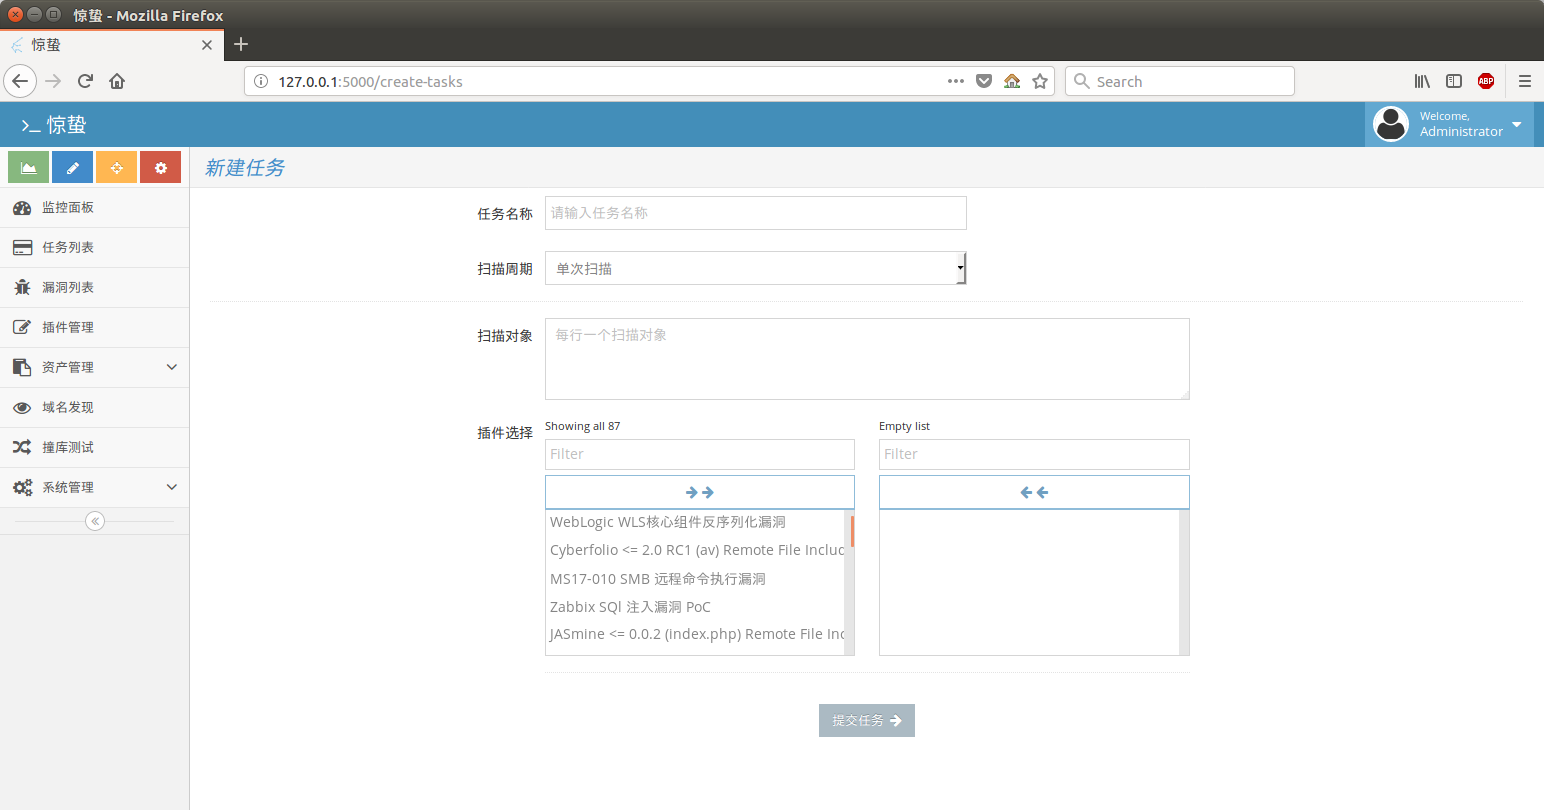 惊蛰 - Mozilla Firefox
惊蛰
127.0.0.1:5000/create-tasks
Search
ABP
>_ 惊蛰
Welcome,
Administrator
新建任务
监控面板
任务列表
漏洞列表
插件管理
资产管理
域名发现
撞库测试
系统管理
任务名称
请输入任务名称
扫描周期
单次扫描
扫描对象
每行一个扫描对象
插件选择
Showing all 87
Filter
WebLogic WLS核心组件反序列化漏洞
Cyberfolio <= 2.0 RC1 (av) Remote File Includ
MS17-010 SMB 远程命令执行漏洞
Zabbix SQl 注入漏洞 PoC
JASmine <= 0.0.2 (index.php) Remote File Inc
Empty list
Filter
提交任务